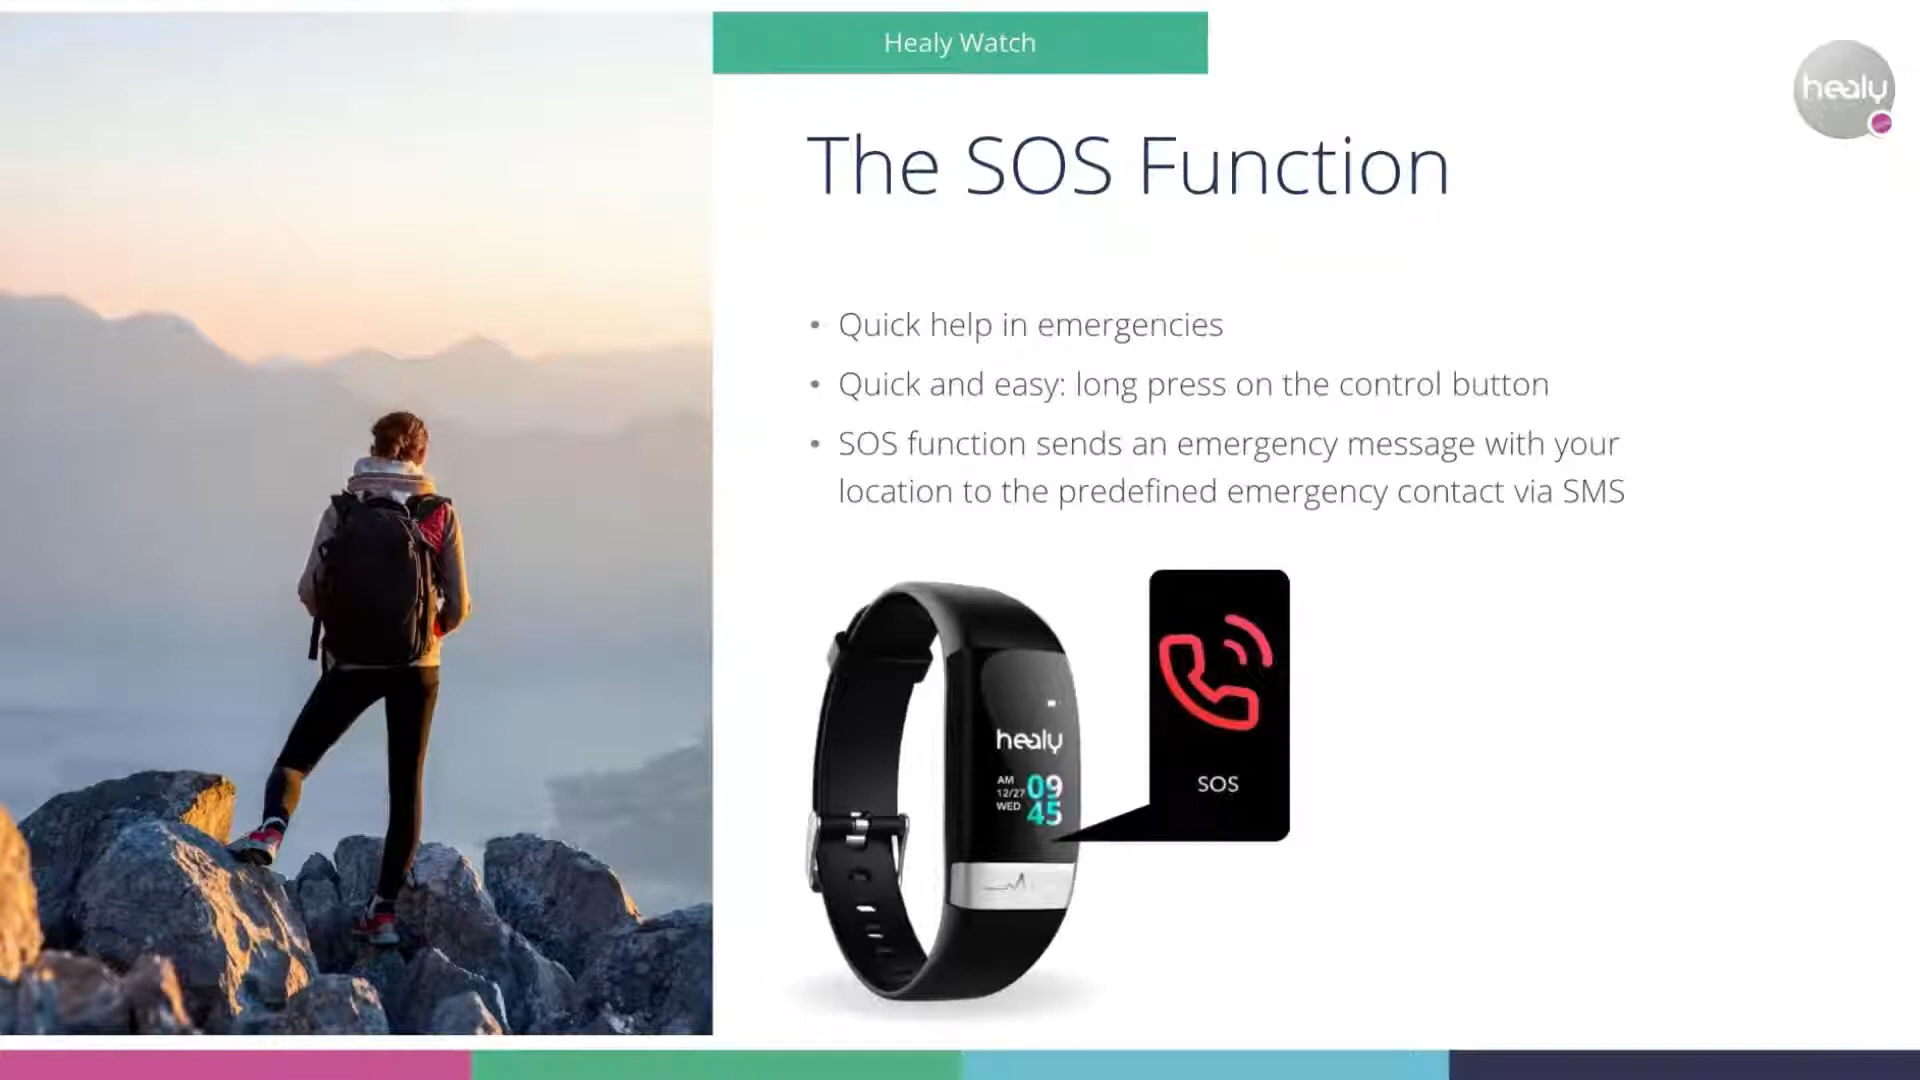 Healy Watch
healy
The SOS Function
• Quick help in emergencies
• Quick and easy: long press on the control button
• SOS function sends an emergency message with your
location to the predefined emergency contact via SMS
healy
AM
12/27
WED
09
45
SOS